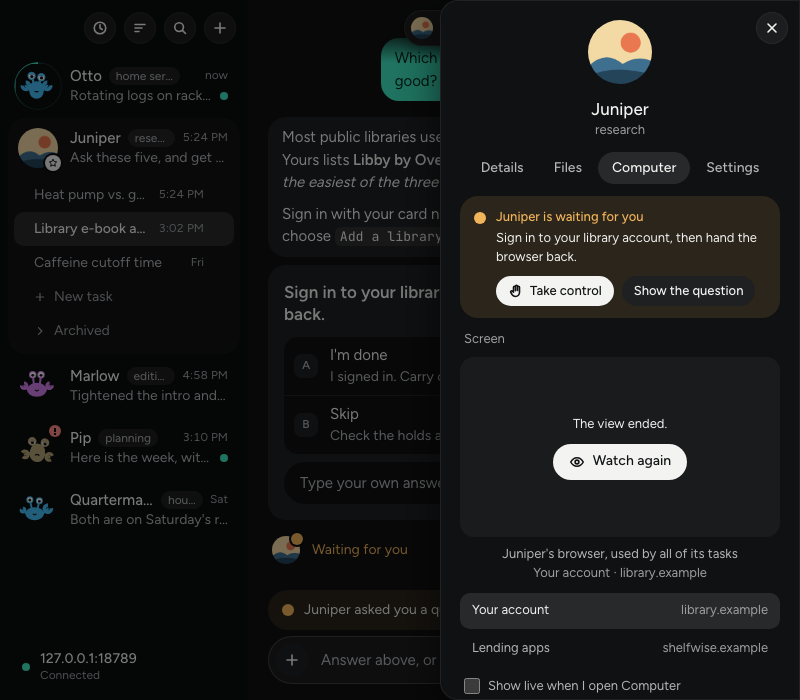 Otto home ser... now
Rotating logs on rack...
Juniper rese... 5:24 PM
Ask these five, and get ...
Heat pump vs. g... 5:24 PM
Library e-book a... 3:02 PM
Caffeine cutoff time Fri
+ New task
> Archived
Marlow editi... 4:58 PM
Tightened the intro and...
Pip planning 3:10 PM
Here is the week, wit...
Quarterma... hou... Sat
Both are on Saturday's r...
127.0.0.1:18789
Connected
Which
good?
Most public libraries use
Yours lists Libby by Ove
the easiest of the three
Sign in with your card n
choose Add a library
Sign in to your librar
back.
A I'm done
I signed in. Carry
B Skip
Check the holds a
Type your own answe
Waiting for you
Juniper asked you a q
Answer above, or
Juniper
research
Details Files Computer Settings
Juniper is waiting for you
Sign in to your library account, then hand the
browser back.
Take control Show the question
Screen
The view ended.
Watch again
Juniper's browser, used by all of its tasks
Your account · library.example
Your account library.example
Lending apps shelfwise.example
Show live when I open Computer